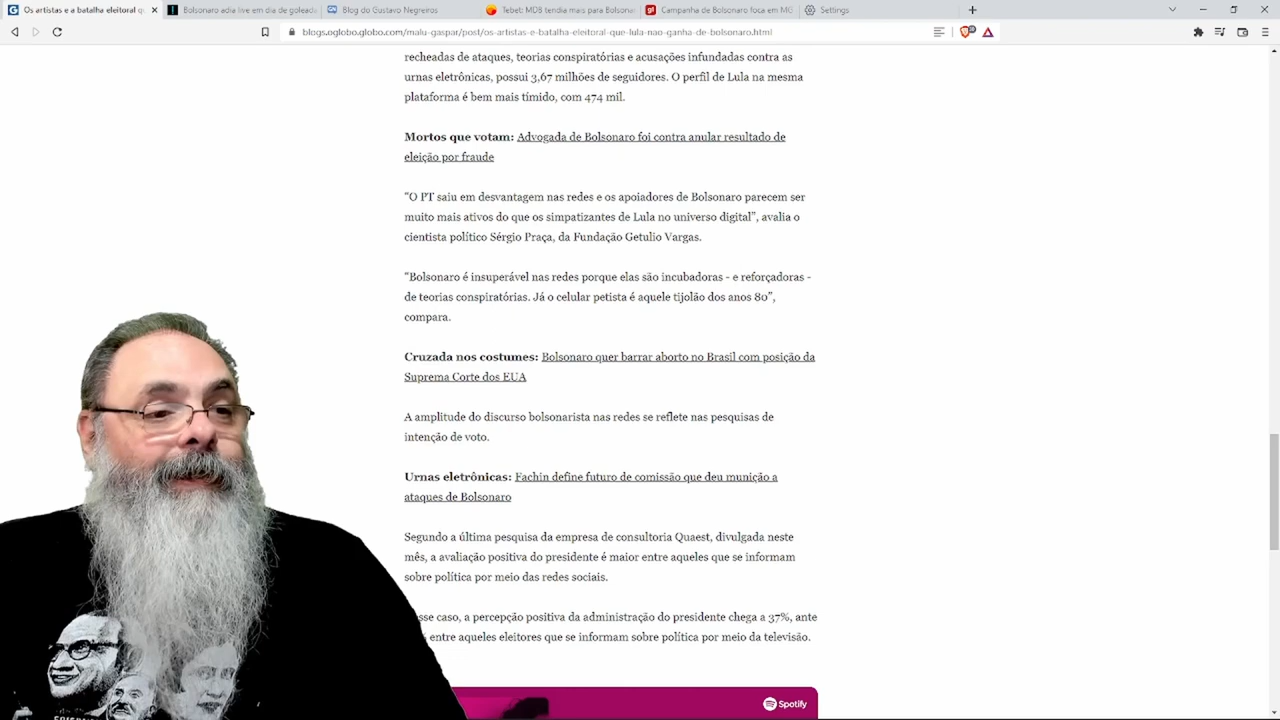 Os artistas e a batalha eleitoral q
Bolsonaro adia live em dia de goleada
Blog do Gustavo Negreiros
Tebet: MDB tendia mais para Bolsonar
Campanha de Bolsonaro foca em MG
Settings
blogs.oglobo.globo.com/malu-gaspar/post/os-artistas-e-batalha-eleitoral-que-lula-nao-ganha-de-bolsonaro.html
recheadas de ataques, teorias conspiratórias e acusações infundadas contra as
urnas eletrônicas, possui 3,67 milhões de seguidores. O perfil de Lula na mesma
plataforma é bem mais tímido, com 474 mil.
Mortos que votam: Advogada de Bolsonaro foi contra anular resultado de
eleição por fraude
"O PT saiu em desvantagem nas redes e os apoiadores de Bolsonaro parecem ser
muito mais ativos do que os simpatizantes de Lula no universo digital", avalia o
cientista político Sérgio Praça, da Fundação Getulio Vargas.
"Bolsonaro é insuperável nas redes porque elas são incubadoras - e reforçadoras -
de teorias conspiratórias. Já o celular petista é aquele tijolão dos anos 80",
compara.
Cruzada nos costumes: Bolsonaro quer barrar aborto no Brasil com posição da
Suprema Corte dos EUA
A amplitude do discurso bolsonarista nas redes se reflete nas pesquisas de
intenção de voto.
Urnas eletrônicas: Fachin define futuro de comissão que deu munição a
ataques de Bolsonaro
Segundo a última pesquisa da empresa de consultoria Quaest, divulgada neste
mês, a avaliação positiva do presidente é maior entre aqueles que se informam
sobre política por meio das redes sociais.
sse caso, a percepção positiva da administração do presidente chega a 37%, ante
entre aqueles eleitores que se informam sobre política por meio da televisão.
Spotify